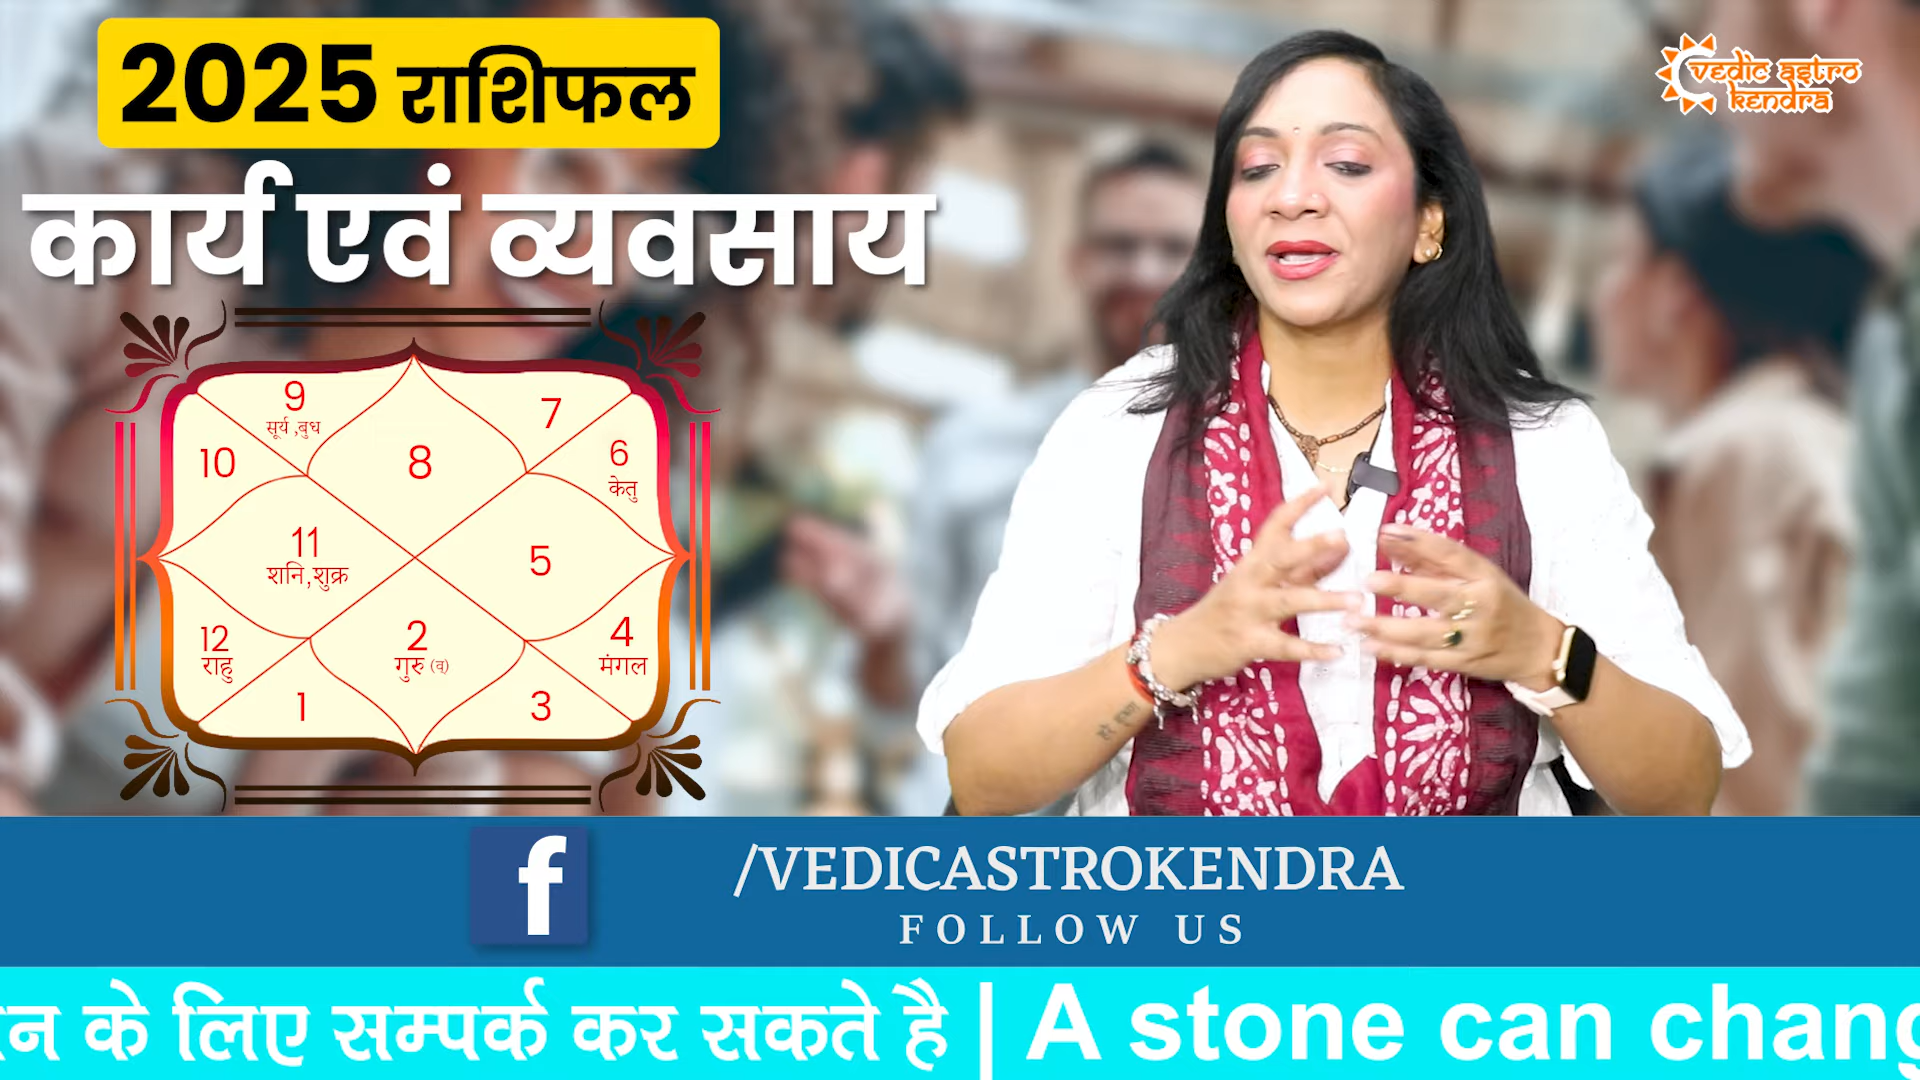 2025 राशिफल
vedic astro
kendra
कार्य एवं व्यवसाय
9
सूर्य ,बुध
7
10
8
6
केतु
11
शनि,शुक्र
5
12
राहु
2
गुरु (व)
4
मंगल
1
3
f
/VEDICASTROKENDRA
FOLLOW US
के लिए सम्पर्क कर सकते है | A stone can